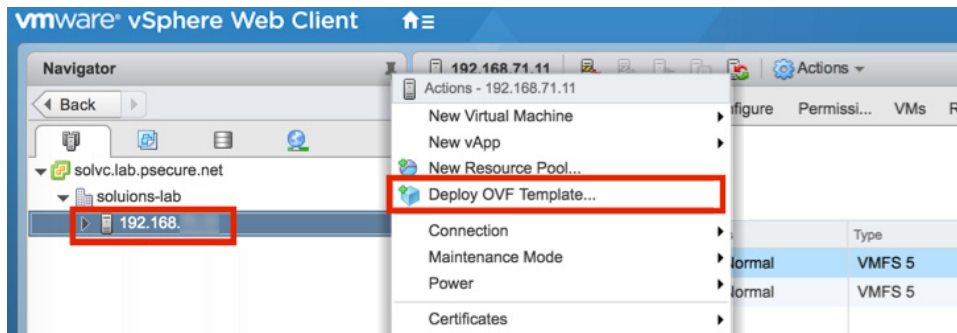 vmware® vSphere Web Client
Navigator
192.168.71.11
Actions
Back
Actions - 192.168.71.11
New Virtual Machine
figure Permissi... VMs R
New vApp
solvc.lab.psecure.net
New Resource Pool...
soluions-lab
Deploy OVF Template...
192.168.
Connection
Type
Maintenance Mode
Normal VMFS 5
Power
Normal VMFS 5
Certificates